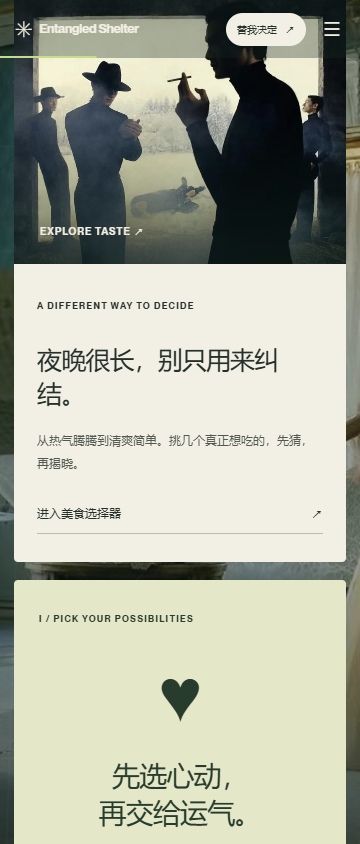 Entangled Shelter
替我决定 ↗
EXPLORE TASTE ↗
A DIFFERENT WAY TO DECIDE
夜晚很长，别只用来纠
结。
从热气腾腾到清爽简单。挑几个真正想吃的，先猜，
再揭晓。
进入美食选择器 ↗
I / PICK YOUR POSSIBILITIES
先选心动，
再交给运气。